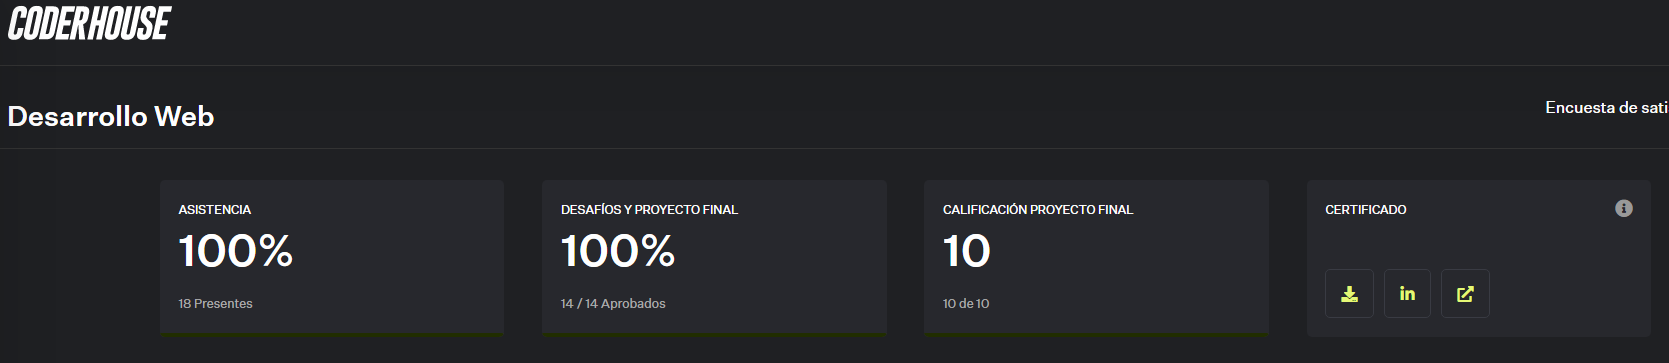 CODERHOUSE
Desarrollo Web
Encuesta de sati
ASISTENCIA
100%
18 Presentes
DESAFÍOS Y PROYECTO FINAL
100%
14 / 14 Aprobados
CALIFICACIÓN PROYECTO FINAL
10
10 de 10
CERTIFICADO
in